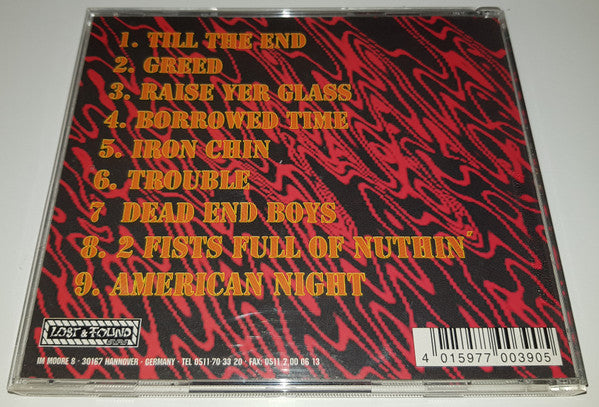 1. TILL THE END
2. GREED
3. RAISE YER GLASS
4. BORROWED TIME
5. IRON CHIN
6. TROUBLE
7 DEAD END BOYS
8. 2 FISTS FULL OF NUTHIN'
9. AMERICAN NIGHT
LOST & FOUND
IM MOORE 8 · 30167 HANNOVER · GERMANY · TEL 0511-70 33 20 · FAX: 0511 2 00 06 13
4 015977 003905